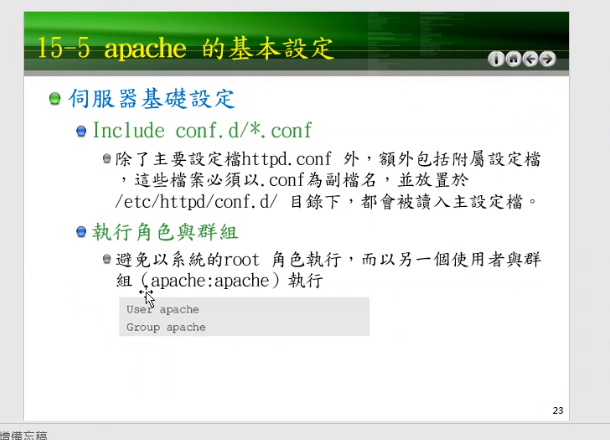 15-5 apache 的基本設定
伺服器基礎設定
Include conf.d/*.conf
除了主要設定檔httpd.conf 外，額外包括附屬設定檔
，這些檔案必須以.conf為副檔名，並放置於
/etc/httpd/conf.d/ 目錄下，都會被讀入主設定檔。
執行角色與群組
避免以系統的root 角色執行，而以另一個使用者與群
組（apache:apache）執行
User apache
Group apache
23
增備忘稿